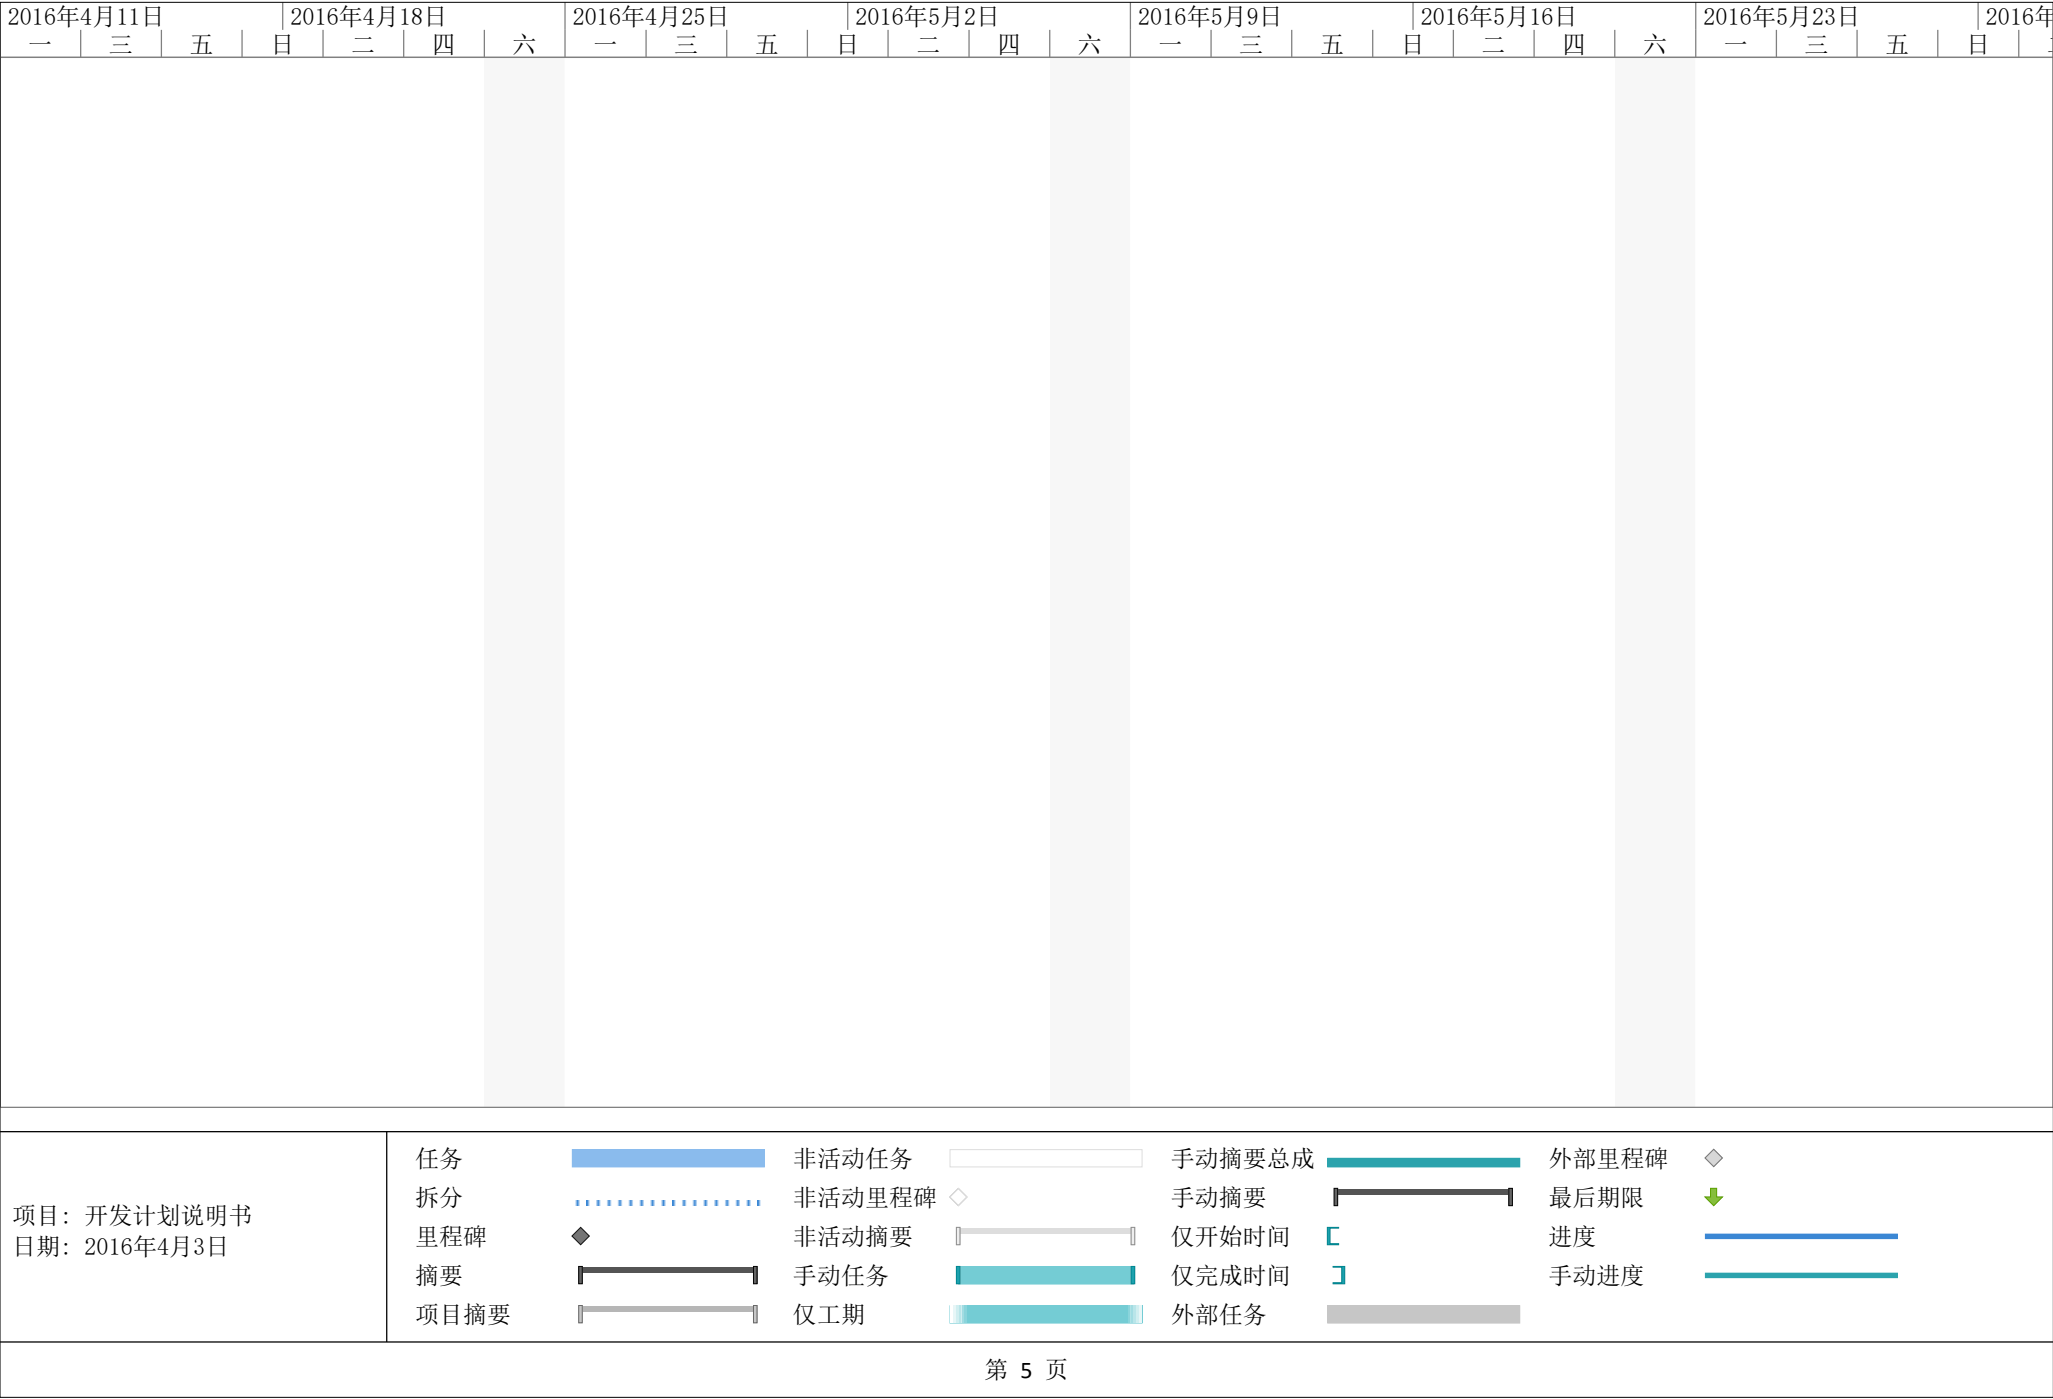 2016年4月11日 2016年4月18日 2016年4月25日 2016年5月2日 2016年5月9日 2016年5月16日 2016年5月23日 2016年
一 三 五 日 二 四 六 一 三 五 日 二 四 六 一 三 五 日 二 四 六 一 三 五 日
任务 非活动任务 手动摘要总成 外部里程碑
拆分 非活动里程碑 手动摘要 最后期限
项目: 开发计划说明书
日期: 2016年4月3日
里程碑 非活动摘要 仅开始时间 进度
摘要 手动任务 仅完成时间 手动进度
项目摘要 仅工期 外部任务
第 5 页